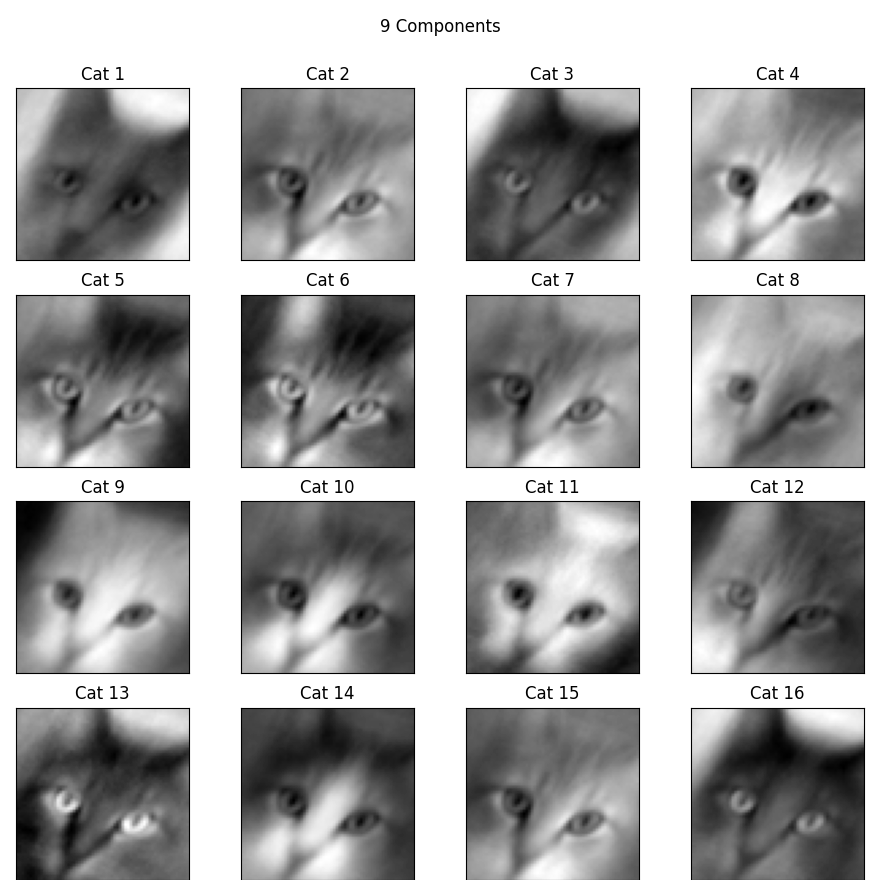 9 Components
Cat 1 Cat 2 Cat 3 Cat 4
Cat 5 Cat 6 Cat 7 Cat 8
Cat 9 Cat 10 Cat 11 Cat 12
Cat 13 Cat 14 Cat 15 Cat 16